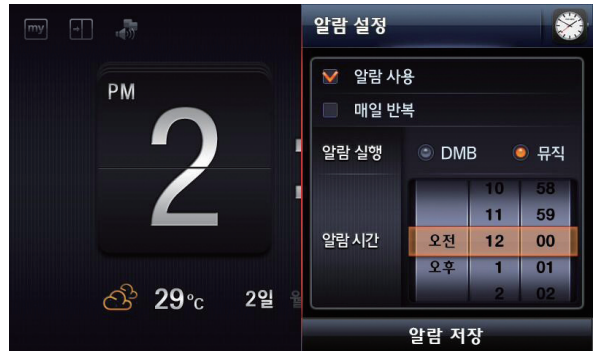 my
PM
2
29°C 2일 월
알람 설정
알람 사용
매일 반복
알람 실행 DMB 뮤직
10 58
11 59
알람 시간 오전 12 00
오후 1 01
2 02
알람 저장